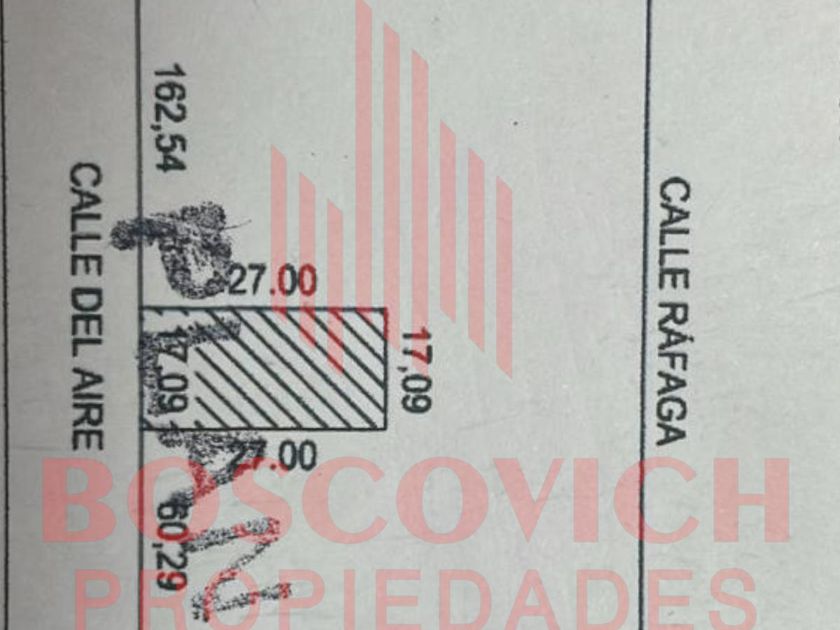 162,54
CALLE DEL AIRE
27.00
17,09
17,09
27.00
60,29
CALLE RÁFAGA
BOSCOVICH
PROPIEDADES